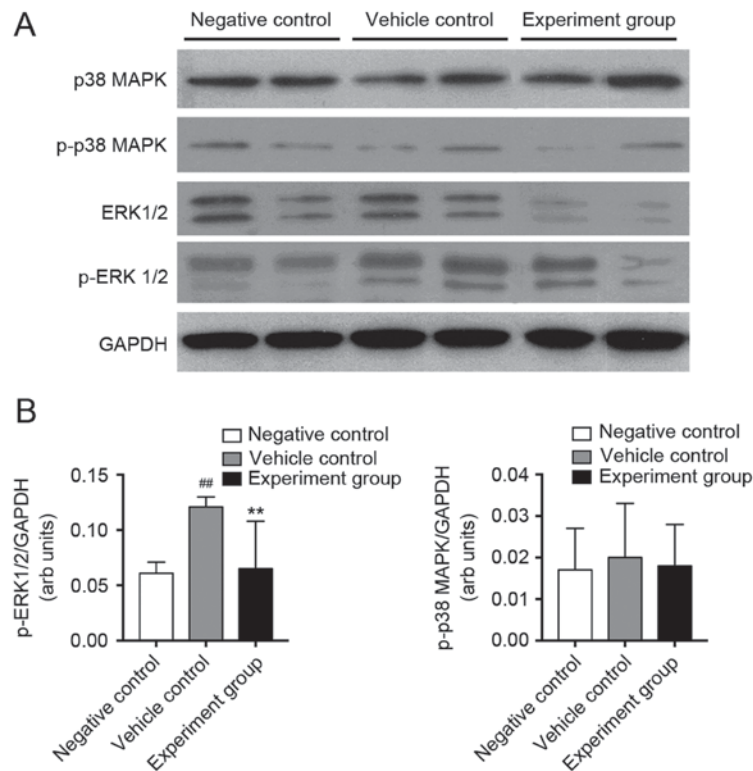 A
Negative control Vehicle control Experiment group
p38 MAPK
p-p38 MAPK
ERK1/2
p-ERK 1/2
GAPDH
B
Negative control
Vehicle control
Experiment group
p-ERK1/2/GAPDH
(arb units)
0.15
0.10
0.05
0.00
##
**
Negative control
Vehicle control
Experiment group
Negative control
Vehicle control
Experiment group
p-p38 MAPK/GAPDH
(arb units)
0.04
0.03
0.02
0.01
0.00
Negative control
Vehicle control
Experiment group